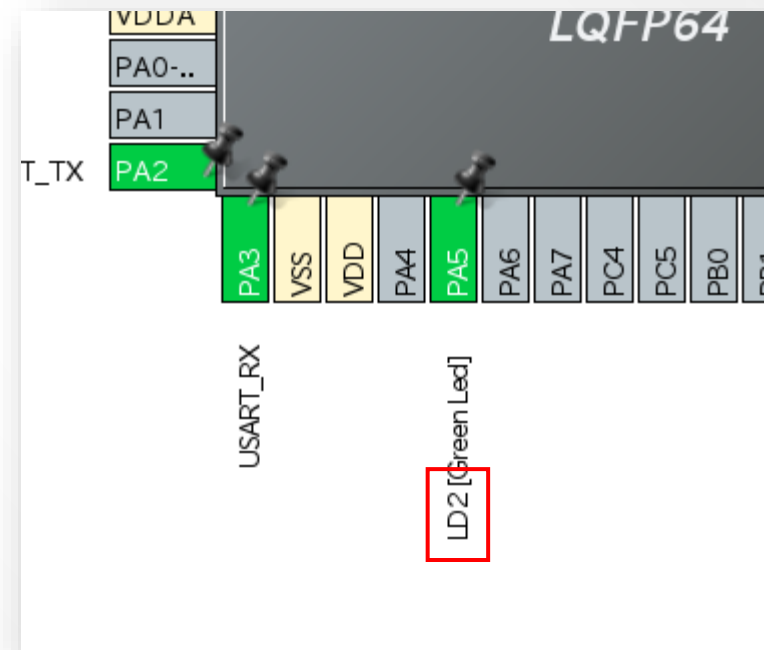 VDDA
LQFP64
PA0-..
PA1
T_TX PA2
PA3
VSS
VDD
PA4
PA5
PA6
PA7
PC4
PC5
PB0
USART_RX
LD2 [Green Led]